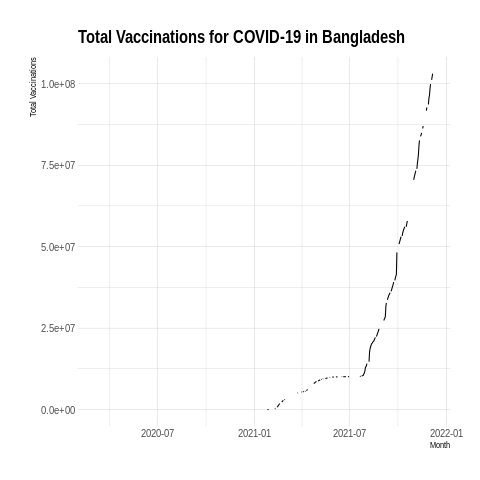 Total Vaccinations for COVID-19 in Bangladesh
Total Vaccinations
1.0e+08
7.5e+07
5.0e+07
2.5e+07
0.0e+00
2020-07 2021-01 2021-07 2022-01
Month